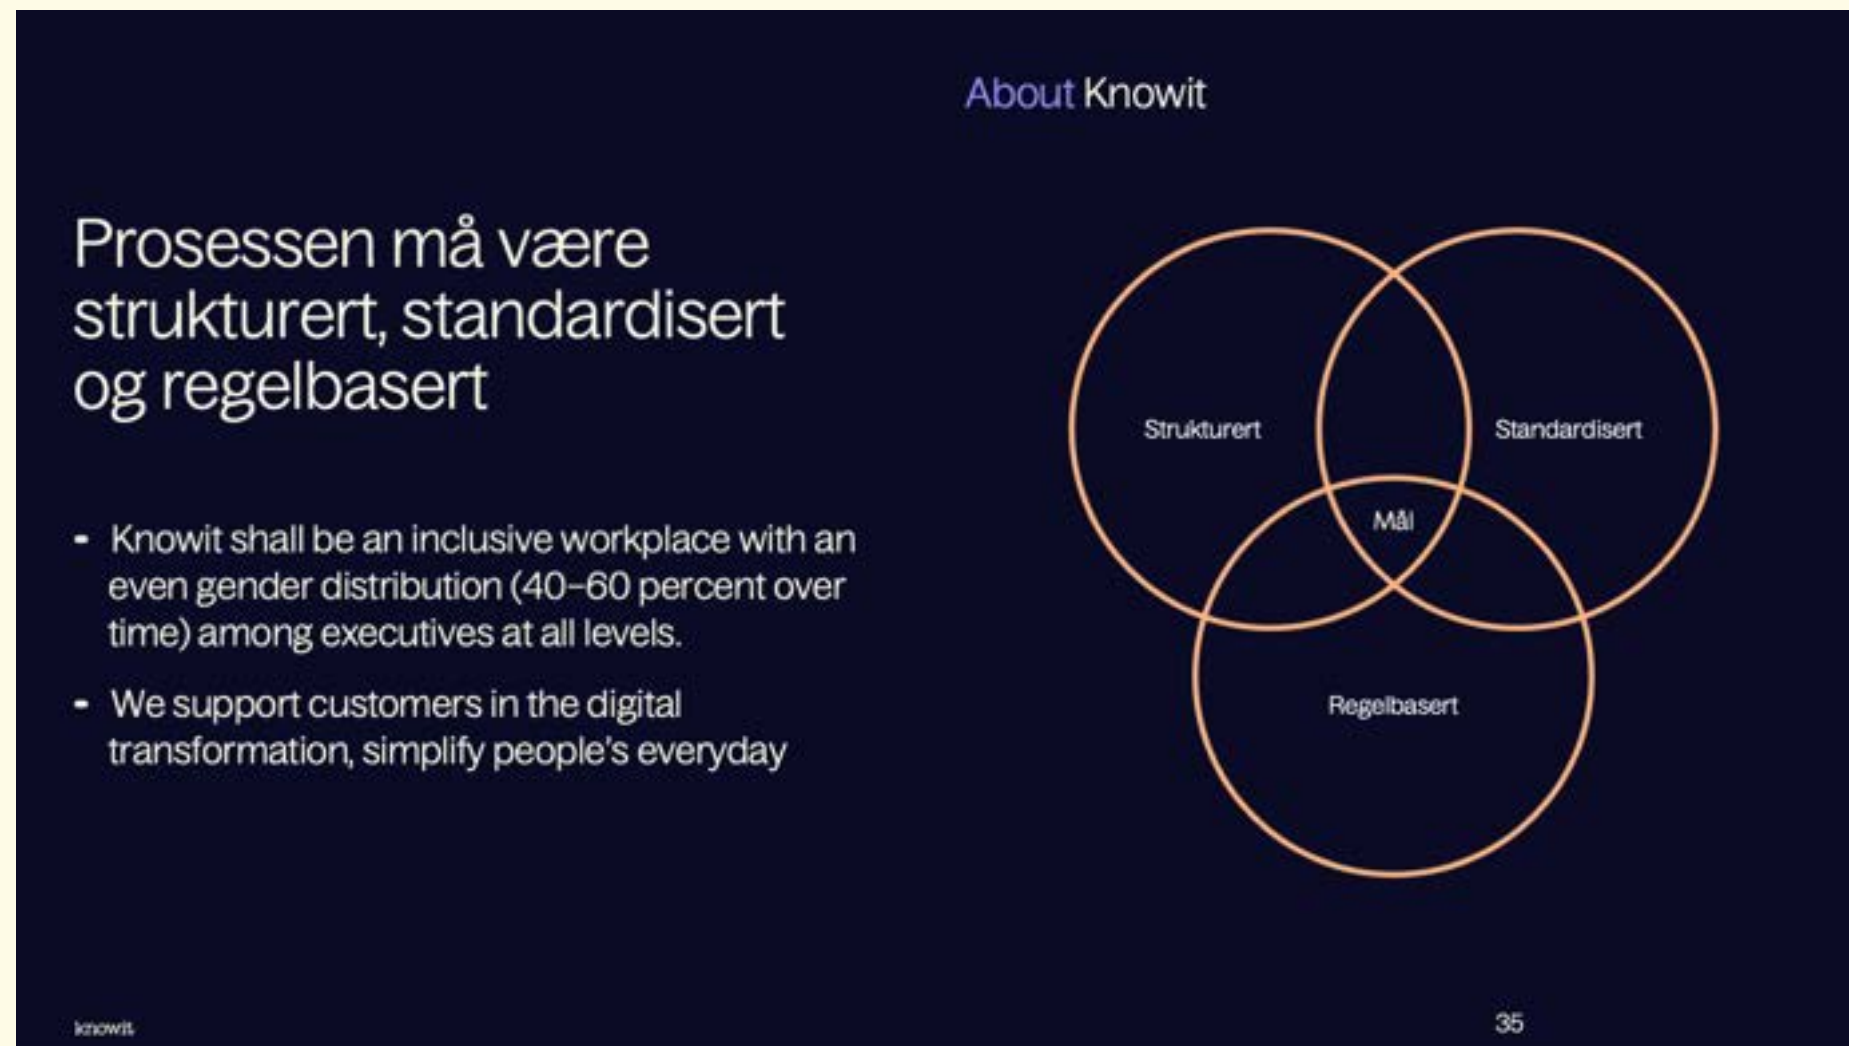 About Knowit
Prosessen må være
strukturert, standardisert
og regelbasert
- Knowit shall be an inclusive workplace with an
even gender distribution (40–60 percent over
time) among executives at all levels.
- We support customers in the digital
transformation, simplify people's everyday
Strukturert
Standardisert
Mål
Regelbasert
knowit
35